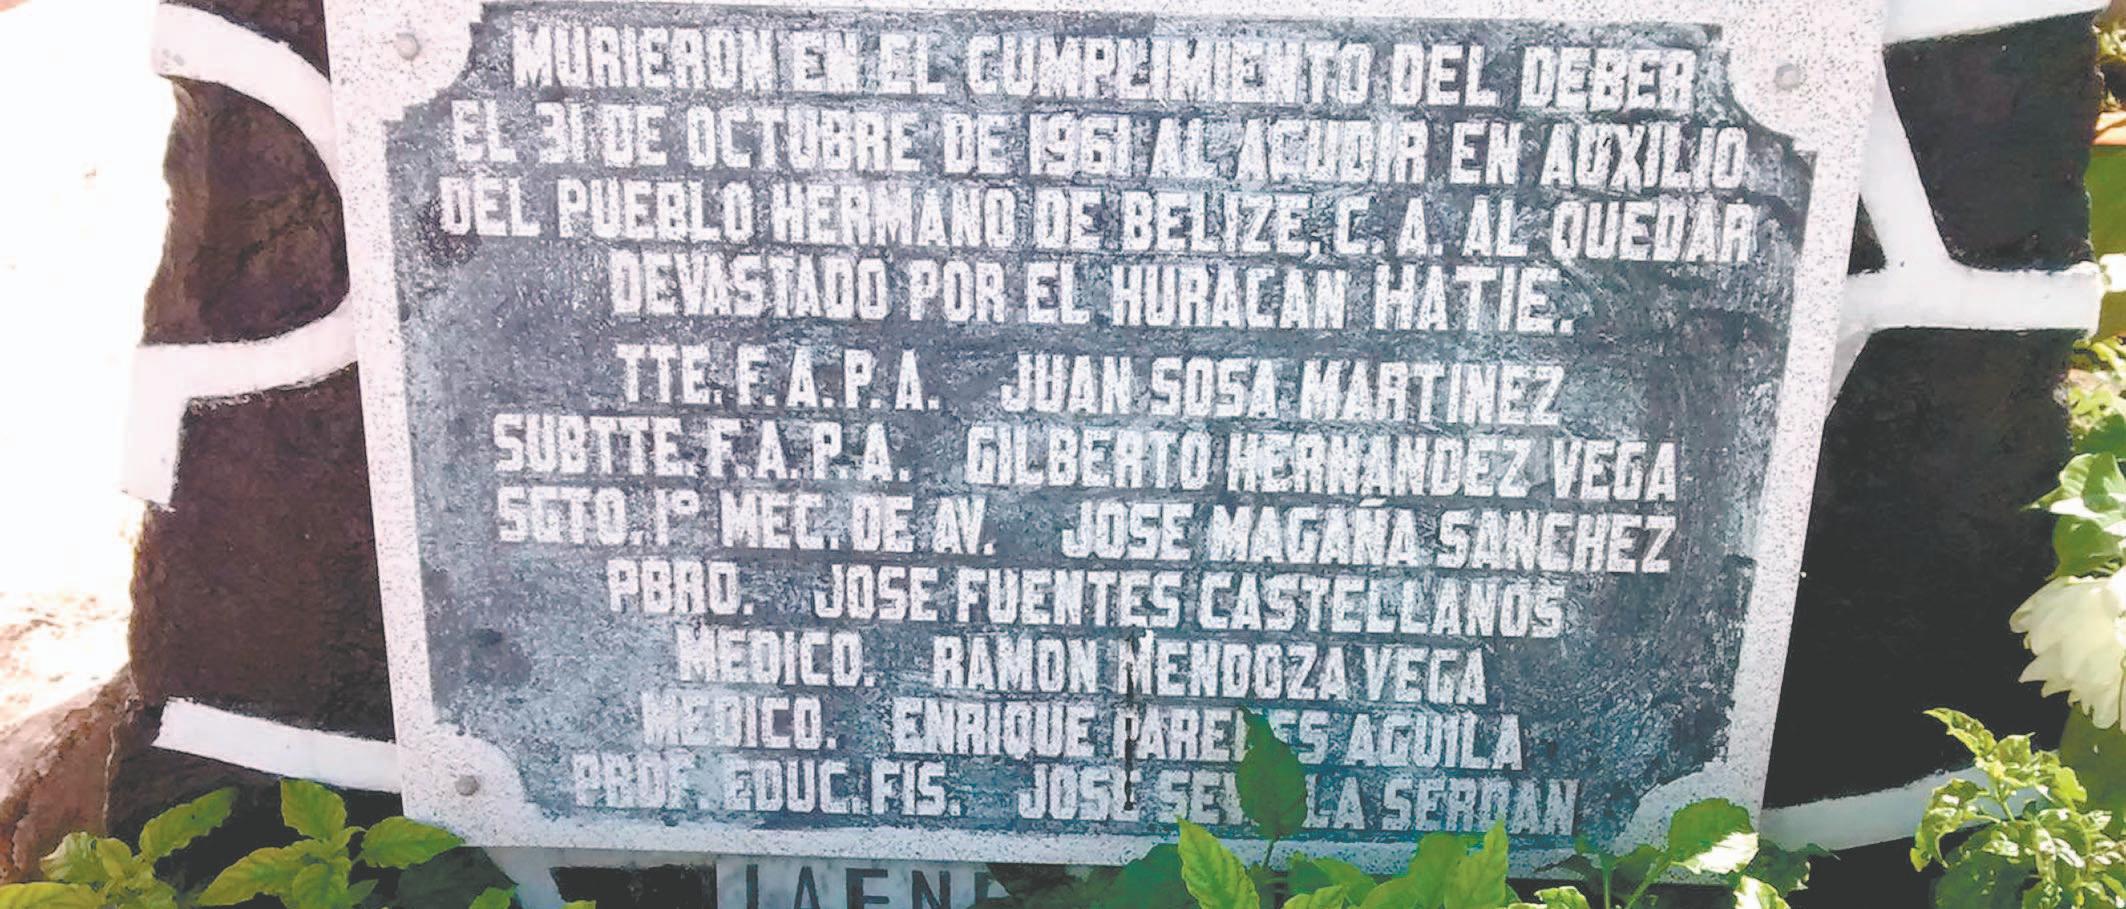 MURIERON EN EL CUMPLIMIENTO DEL DEBER
EL 31 DE OCTUBRE DE 1961 AL ACUDIR EN AUXILIO
DEL PUEBLO HERMANO DE BELIZE, C. A. AL QUEDAR
DEVASTADO POR EL HURACAN HATIE.
TTE. F. A. P. A. JUAN SOSA MARTINEZ
SUBTTE. F. A. P. A. GILBERTO HERNANDEZ VEGA
SGTO. 1º MEC. DE AV. JOSE MAGAÑA SANCHEZ
PBRO. JOSE FUENTES CASTELLANOS
MEDICO. RAMON MENDOZA VEGA
MEDICO. ENRIQUE AGUILA
PROF. EDUC. FIS. JOSE SERDAN